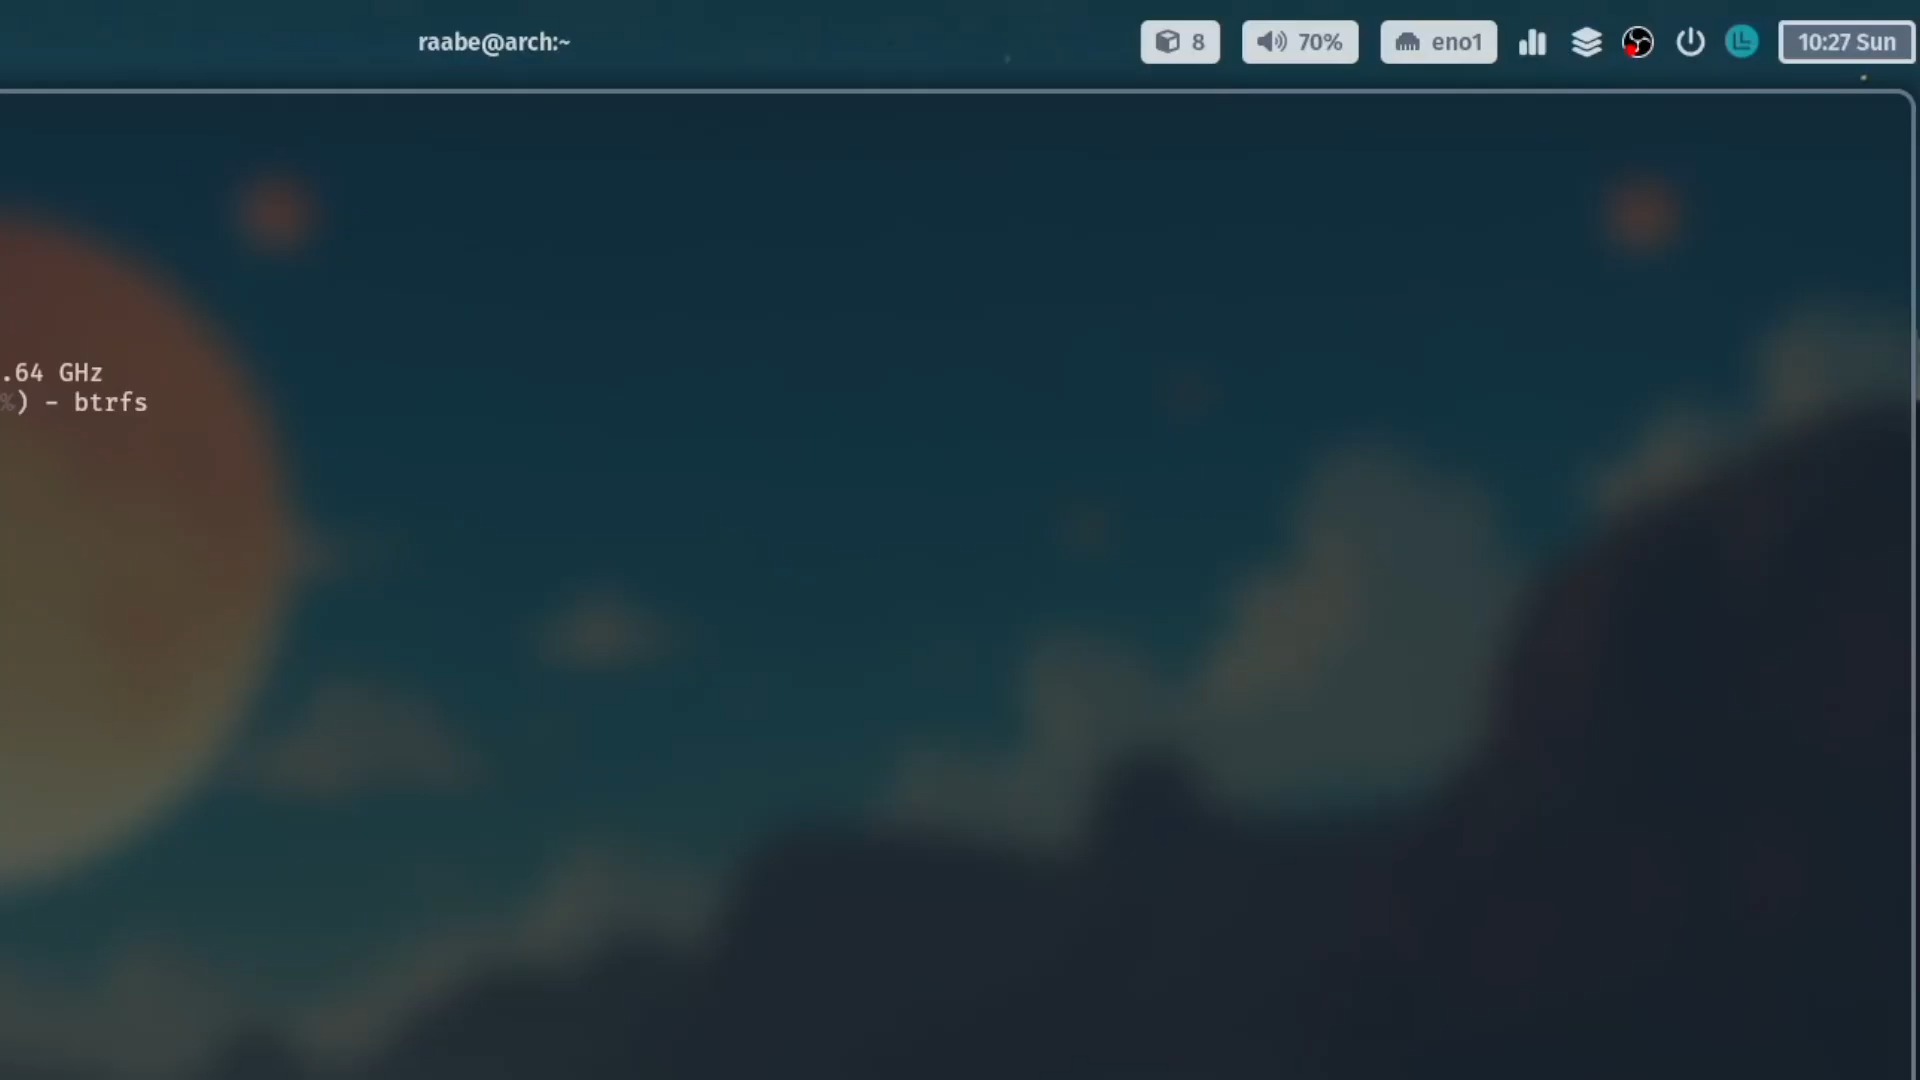 raabe@arch:~
8
70%
eno1
10:27 Sun
.64 GHz
%) - btrfs